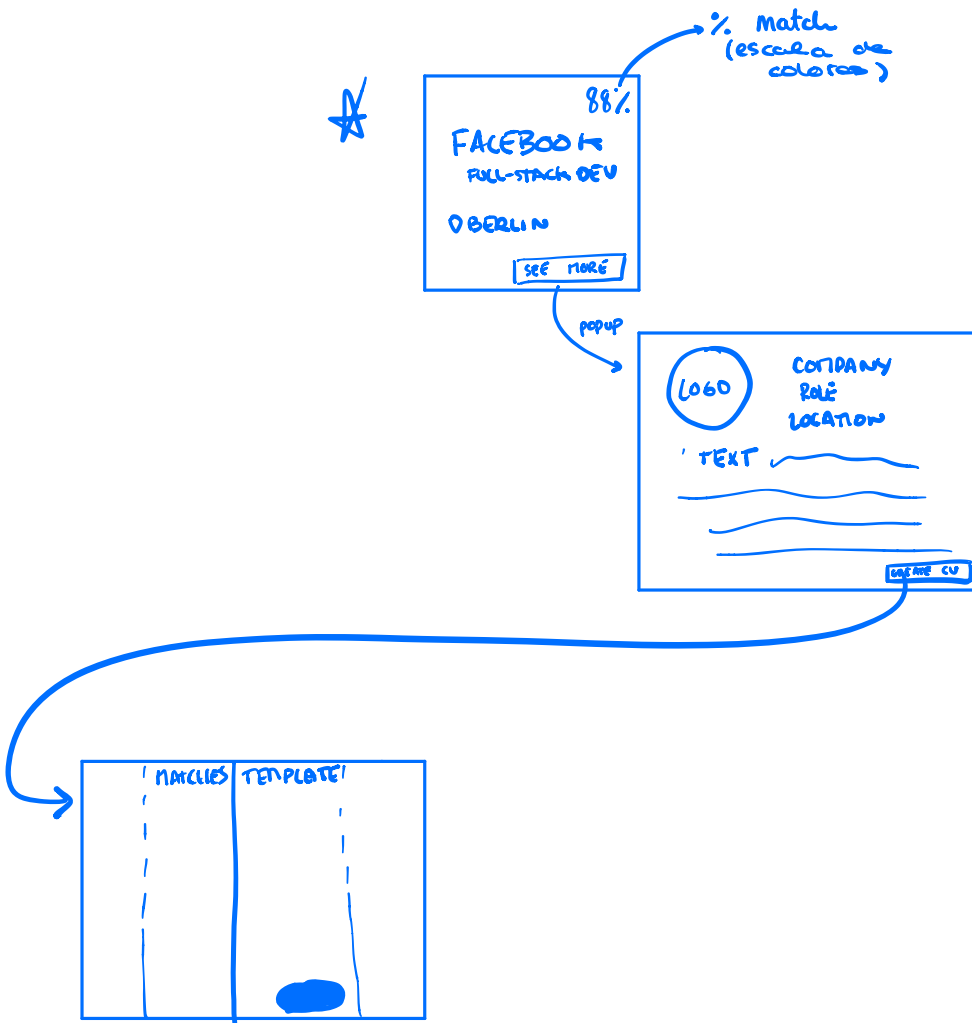 % Match
(escala de
colores)
88%
FACEBOOK
FULL-STACK DEV
BERLIN
SEE MORE
popup
LOGO
COMPANY
ROLE
LOCATION
TEXT
CREATE CV
MATCHES
TEMPLATE